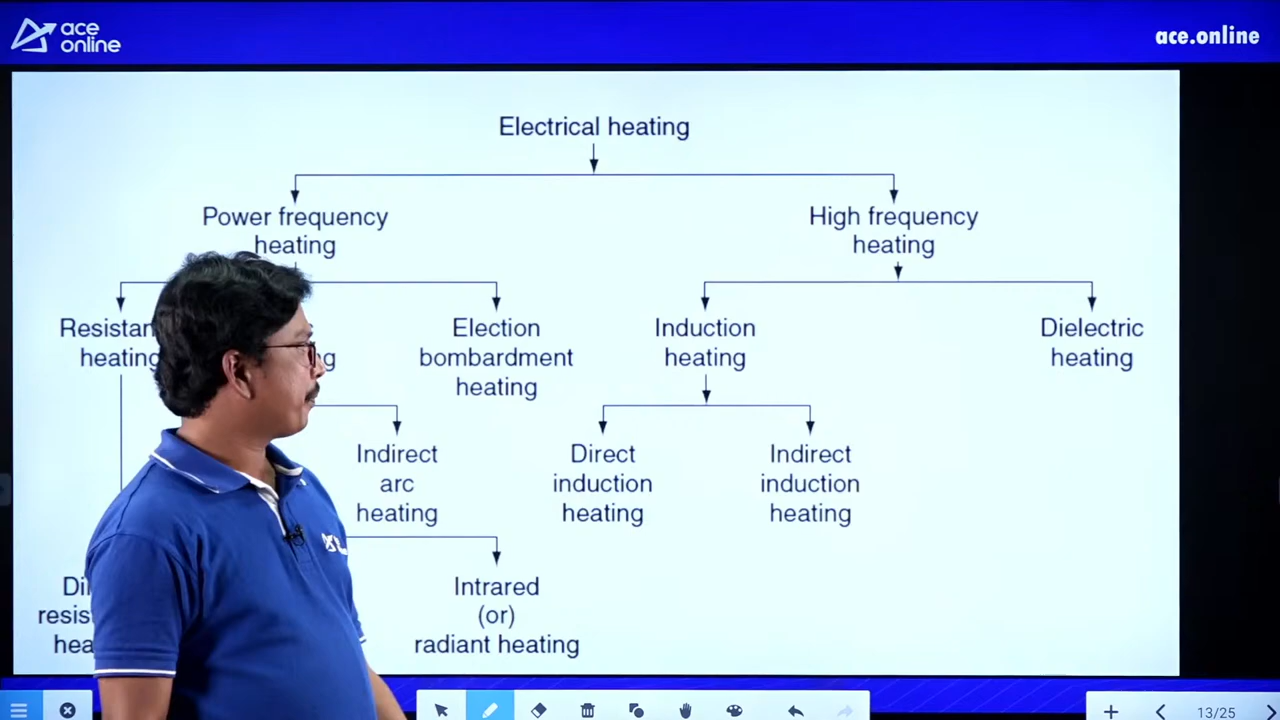 ace
online
ace.online
Electrical heating
Power frequency
heating
High frequency
heating
heating
Election
bombardment
heating
Induction
heating
Dielectric
heating
Indirect
arc
heating
Direct
induction
heating
Indirect
induction
heating
Intrared
(or)
radiant heating
13/25